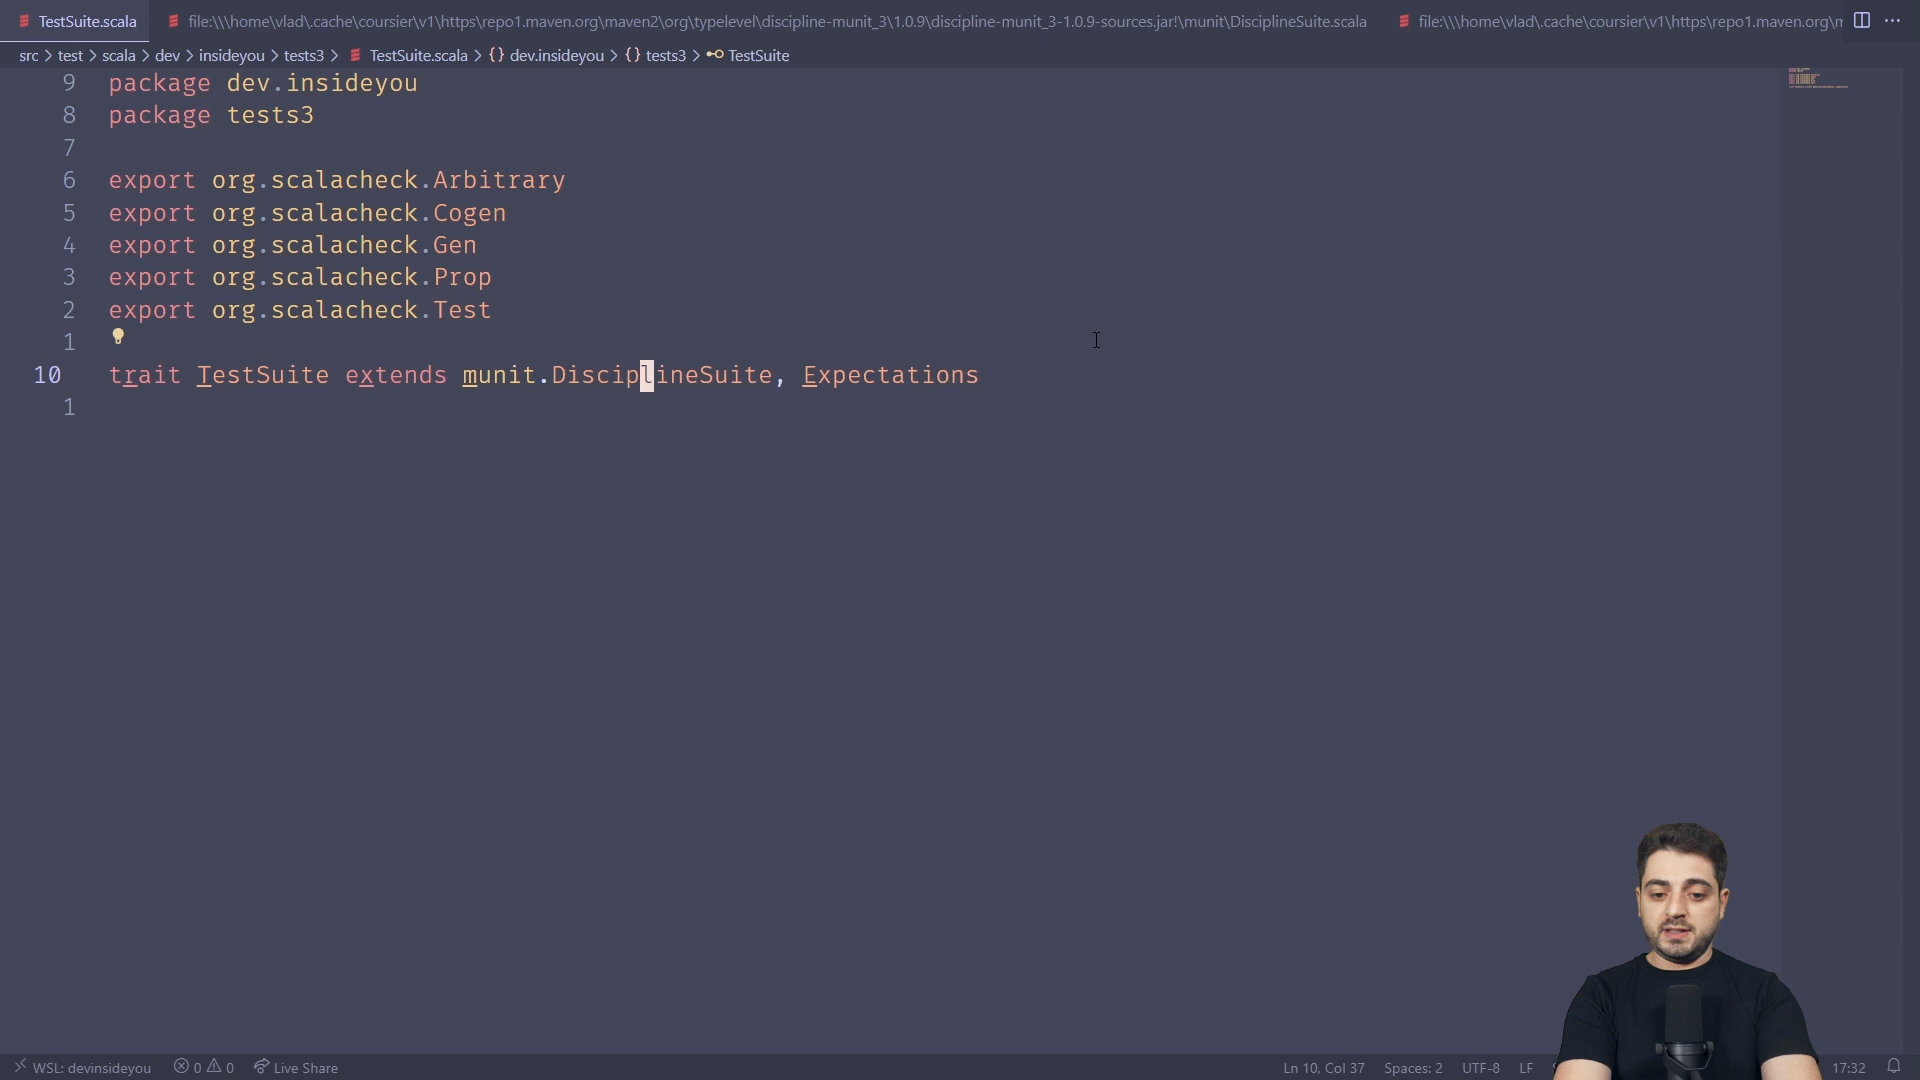 TestSuite.scala
file:\\\home\vlad\.cache\coursier\v1\https\repo1.maven.org\maven2\org\typelevel\discipline-munit_3\1.0.9\discipline-munit_3-1.0.9-sources.jar!\munit\DisciplineSuite.scala
file:\\\home\vlad\.cache\coursier\v1\https\repo1.maven.org\
src > test > scala > dev > insideyou > tests3 > TestSuite.scala > {} dev.insideyou > {} tests3 > TestSuite
9 package dev.insideyou
8 package tests3
7
6 export org.scalacheck.Arbitrary
5 export org.scalacheck.Cogen
4 export org.scalacheck.Gen
3 export org.scalacheck.Prop
2 export org.scalacheck.Test
1
10 trait TestSuite extends munit.DisciplineSuite, Expectations
1
WSL: devinsideyou 0 0 Live Share Ln 10, Col 37 Spaces: 2 UTF-8 LF 17:32